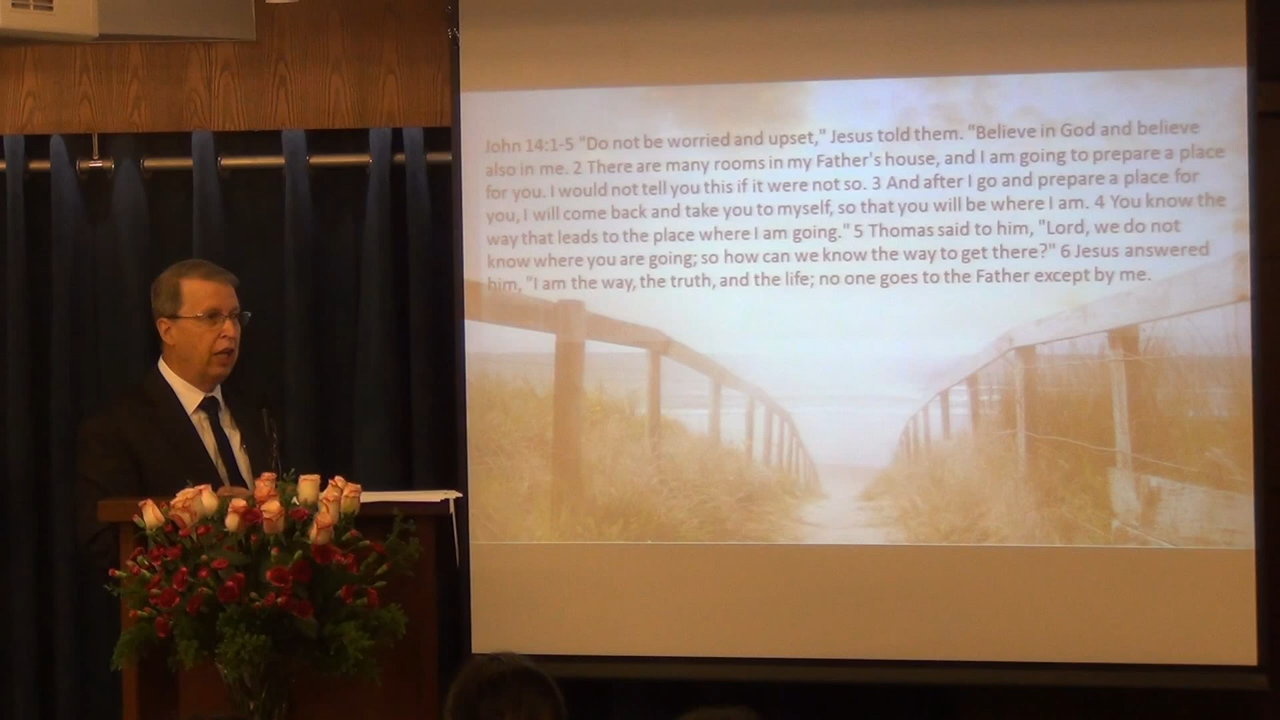 John 14:1-5 "Do not be worried and upset," Jesus told them. "Believe in God and believe
also in me. 2 There are many rooms in my Father's house, and I am going to prepare a place
for you. I would not tell you this if it were not so. 3 And after I go and prepare a place for
you, I will come back and take you to myself, so that you will be where I am. 4 You know the
way that leads to the place where I am going." 5 Thomas said to him, "Lord, we do not
know where you are going; so how can we know the way to get there?" 6 Jesus answered
him, "I am the way, the truth, and the life; no one goes to the Father except by me.